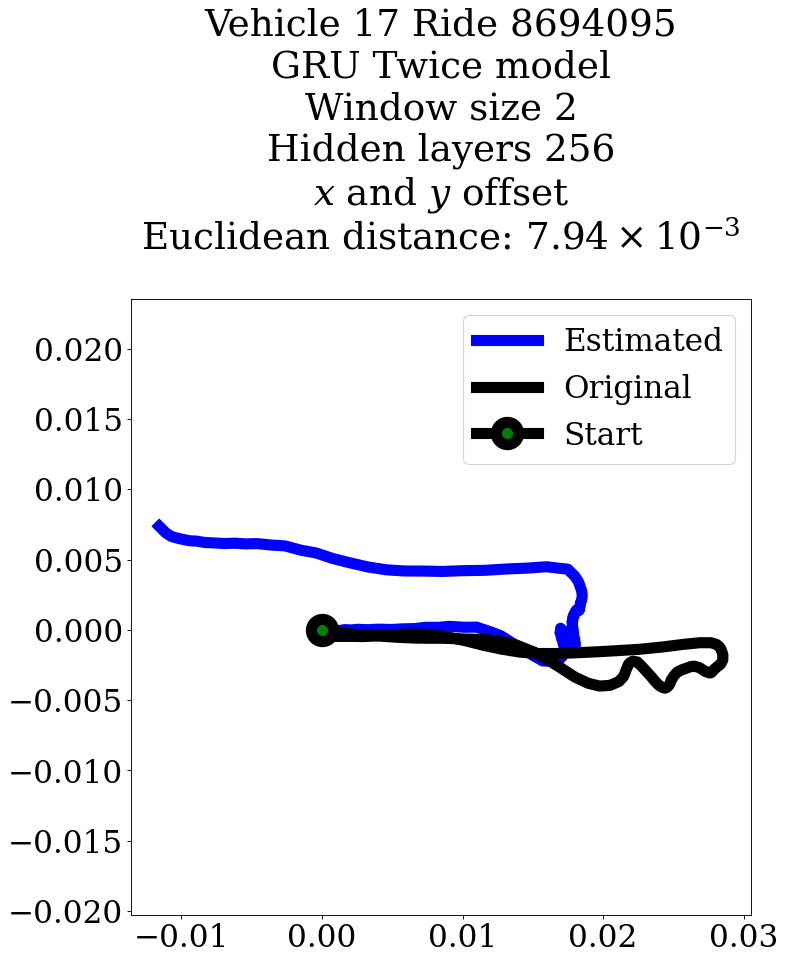 Vehicle 17 Ride 8694095
GRU Twice model
Window size 2
Hidden layers 256
x and y offset
Euclidean distance: 7.94 × 10⁻³
Estimated
Original
Start
0.020
0.015
0.010
0.005
0.000
−0.005
−0.010
−0.015
−0.020
−0.01 0.00 0.01 0.02 0.03